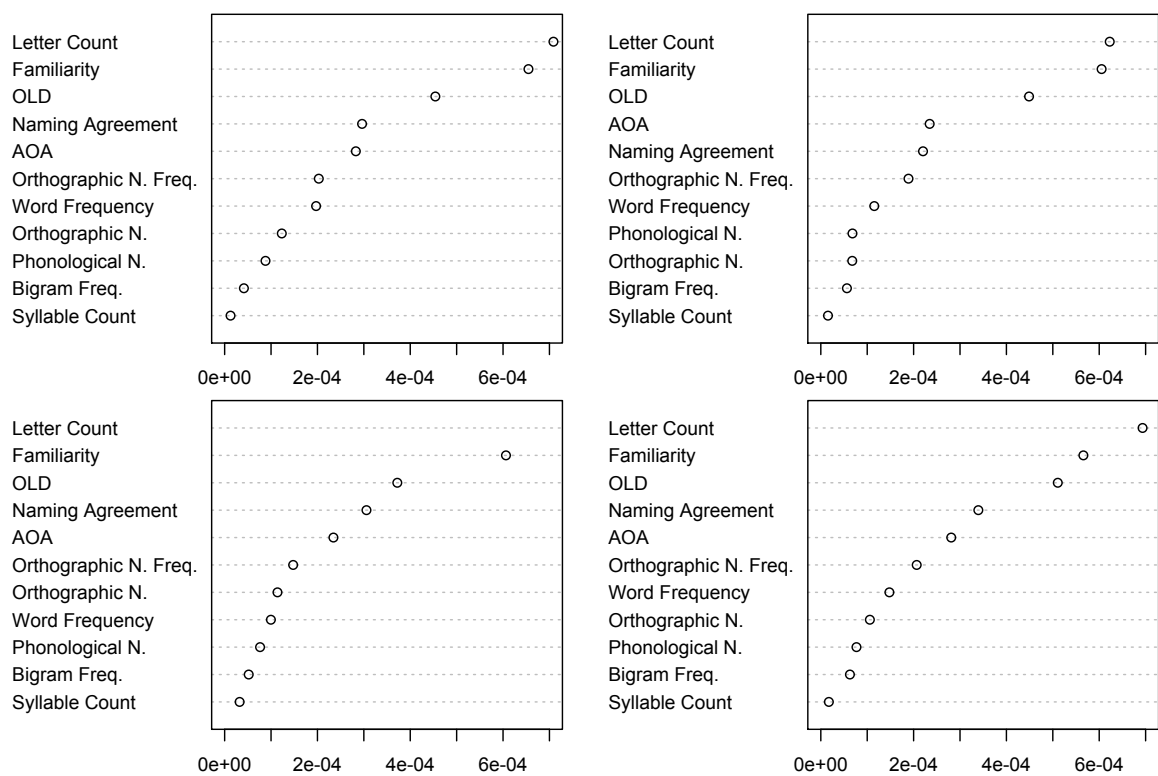 Letter Count
Familiarity
OLD
Naming Agreement
AOA
Orthographic N. Freq.
Word Frequency
Orthographic N.
Phonological N.
Bigram Freq.
Syllable Count
0e+00 2e-04 4e-04 6e-04
Letter Count
Familiarity
OLD
AOA
Naming Agreement
Orthographic N. Freq.
Word Frequency
Phonological N.
Orthographic N.
Bigram Freq.
Syllable Count
0e+00 2e-04 4e-04 6e-04
Letter Count
Familiarity
OLD
Naming Agreement
AOA
Orthographic N. Freq.
Orthographic N.
Word Frequency
Phonological N.
Bigram Freq.
Syllable Count
0e+00 2e-04 4e-04 6e-04
Letter Count
Familiarity
OLD
Naming Agreement
AOA
Orthographic N. Freq.
Word Frequency
Orthographic N.
Phonological N.
Bigram Freq.
Syllable Count
0e+00 2e-04 4e-04 6e-04